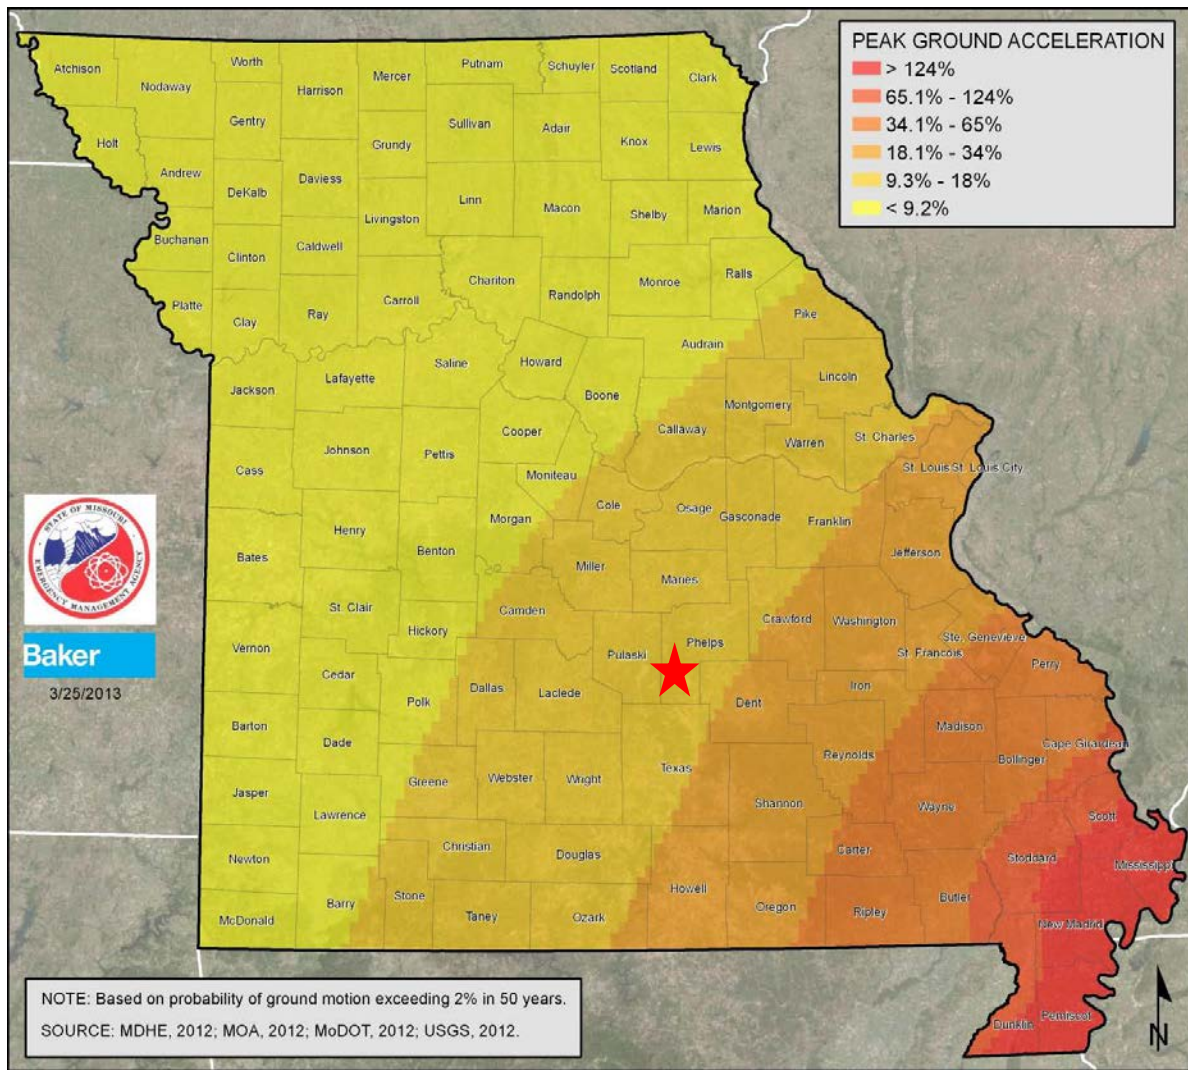 PEAK GROUND ACCELERATION
> 124%
65.1% - 124%
34.1% - 65%
18.1% - 34%
9.3% - 18%
< 9.2%
Atchison
Nodaway
Worth
Harrison
Mercer
Putnam
Schuyler
Scotland
Clark
Holt
Gentry
Sullivan
Adair
Knox
Lewis
Grundy
Andrew
DeKalb
Daviess
Livingston
Linn
Macon
Shelby
Marion
Buchanan
Clinton
Caldwell
Chariton
Randolph
Monroe
Ralls
Platte
Clay
Ray
Carroll
Pike
Audrain
Saline
Howard
Jackson
Lafayette
Boone
Lincoln
Montgomery
Callaway
Warren
St. Charles
Cooper
Johnson
Pettis
Cass
Moniteau
St. Louis
St. Louis City
Cole
Osage
Gasconade
Franklin
Morgan
Henry
Benton
Bates
Jefferson
Miller
Maries
St. Clair
Camden
Crawford
Washington
Hickory
Vernon
Pulaski
Phelps
Ste. Genevieve
St. Francois
Perry
Cedar
Dallas
Laclede
Iron
Polk
Dent
Barton
Dade
Madison
Cape Girardeau
Bollinger
Reynolds
Greene
Webster
Wright
Texas
Jasper
Lawrence
Shannon
Wayne
Scott
Newton
Christian
Douglas
Carter
Stoddard
Mississippi
McDonald
Barry
Stone
Taney
Ozark
Howell
Oregon
Ripley
Butler
New Madrid
Dunklin
Pemiscot
STATE OF MISSOURI
EMERGENCY MANAGEMENT AGENCY
Baker
3/25/2013
NOTE: Based on probability of ground motion exceeding 2% in 50 years.
SOURCE: MDHE, 2012; MOA, 2012; MoDOT, 2012; USGS, 2012.
N